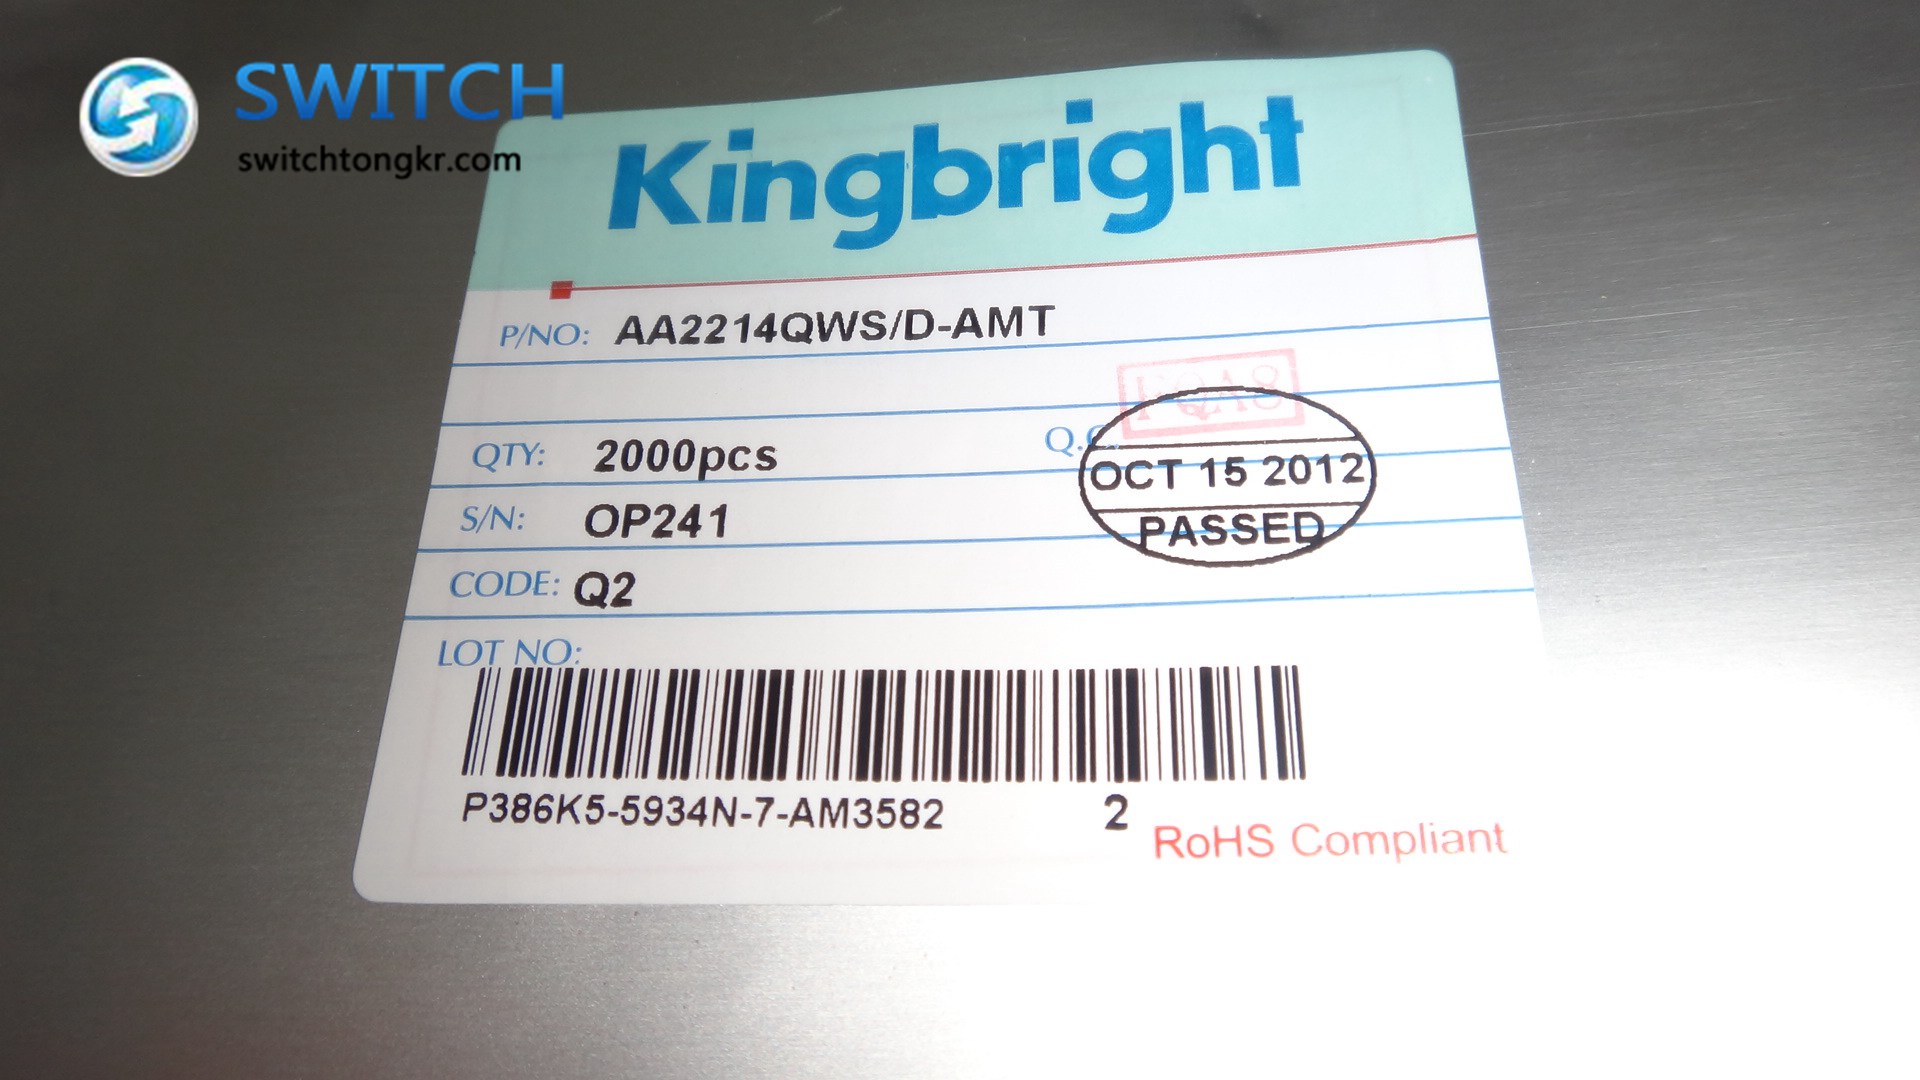 SWITCH
switchtongkr.com
Kingbright
P/NO: AA2214QWS/D-AMT
QTY: 2000pcs
Q.C.
S/N: OP241
CODE: Q2
LOT NO:
FQA8
OCT 15 2012
PASSED
P386K5-5934N-7-AM3582 2
RoHS Compliant